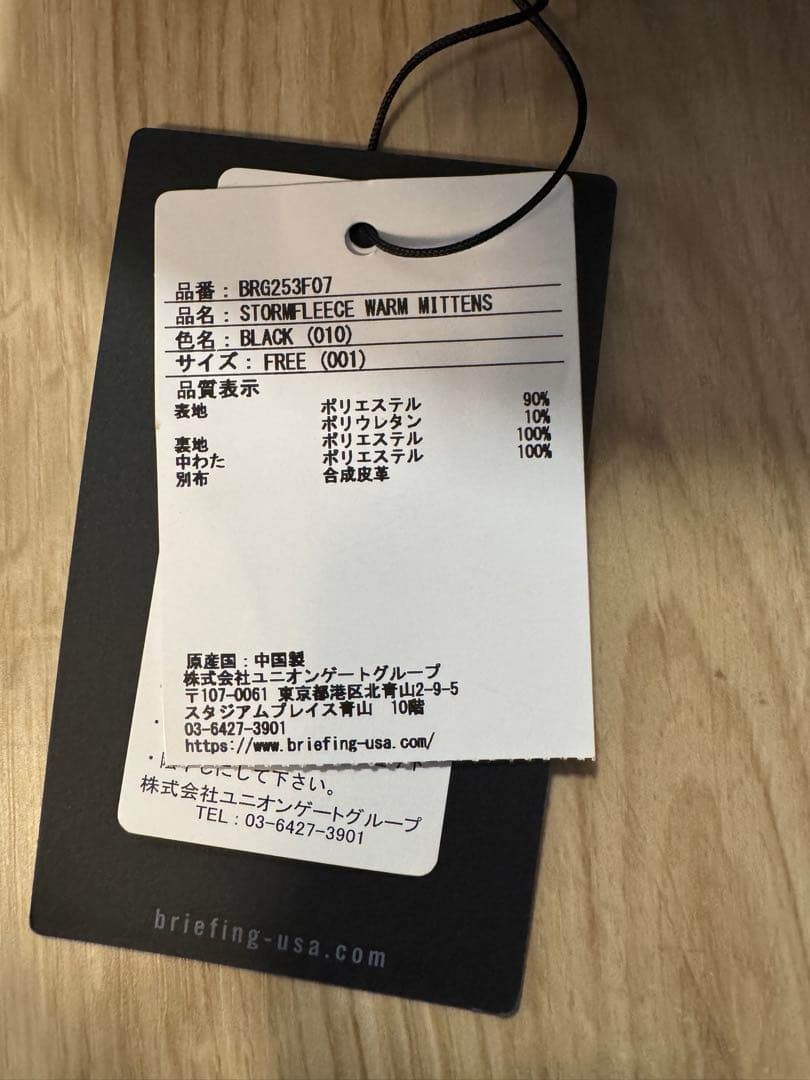 品番：BRG253F07
品名：STORMFLEECE WARM MITTENS
色名：BLACK (010)
サイズ：FREE (001)
品質表示
表地 ポリエステル 90%
ポリウレタン 10%
裏地 ポリエステル 100%
中わた ポリエステル 100%
別布 合成皮革
原産国：中国製
株式会社ユニオンゲートグループ
〒107-0061 東京都港区北青山2-9-5
スタジアムプレイス青山 10階
03-6427-3901
https://www.briefing-usa.com/
にして下さい。
株式会社ユニオンゲートグループ
TEL：03-6427-3901
briefing-usa.com